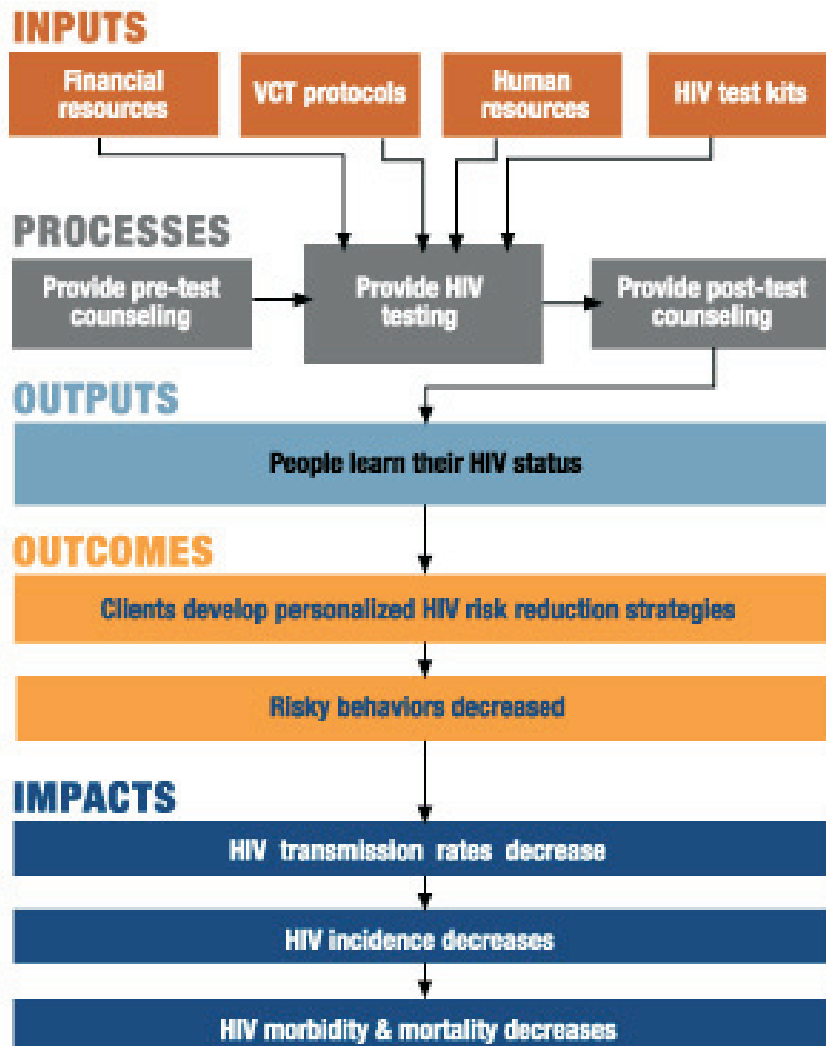 INPUTS
Financial
resources
VCT protocols
Human
resources
HIV test kits
PROCESSES
Provide pre-test
counseling
Provide HIV
testing
Provide post-test
counseling
OUTPUTS
People learn their HIV status
OUTCOMES
Clients develop personalized HIV risk reduction strategies
Risky behaviors decreased
IMPACTS
HIV transmission rates decrease
HIV incidence decreases
HIV morbidity & mortality decreases